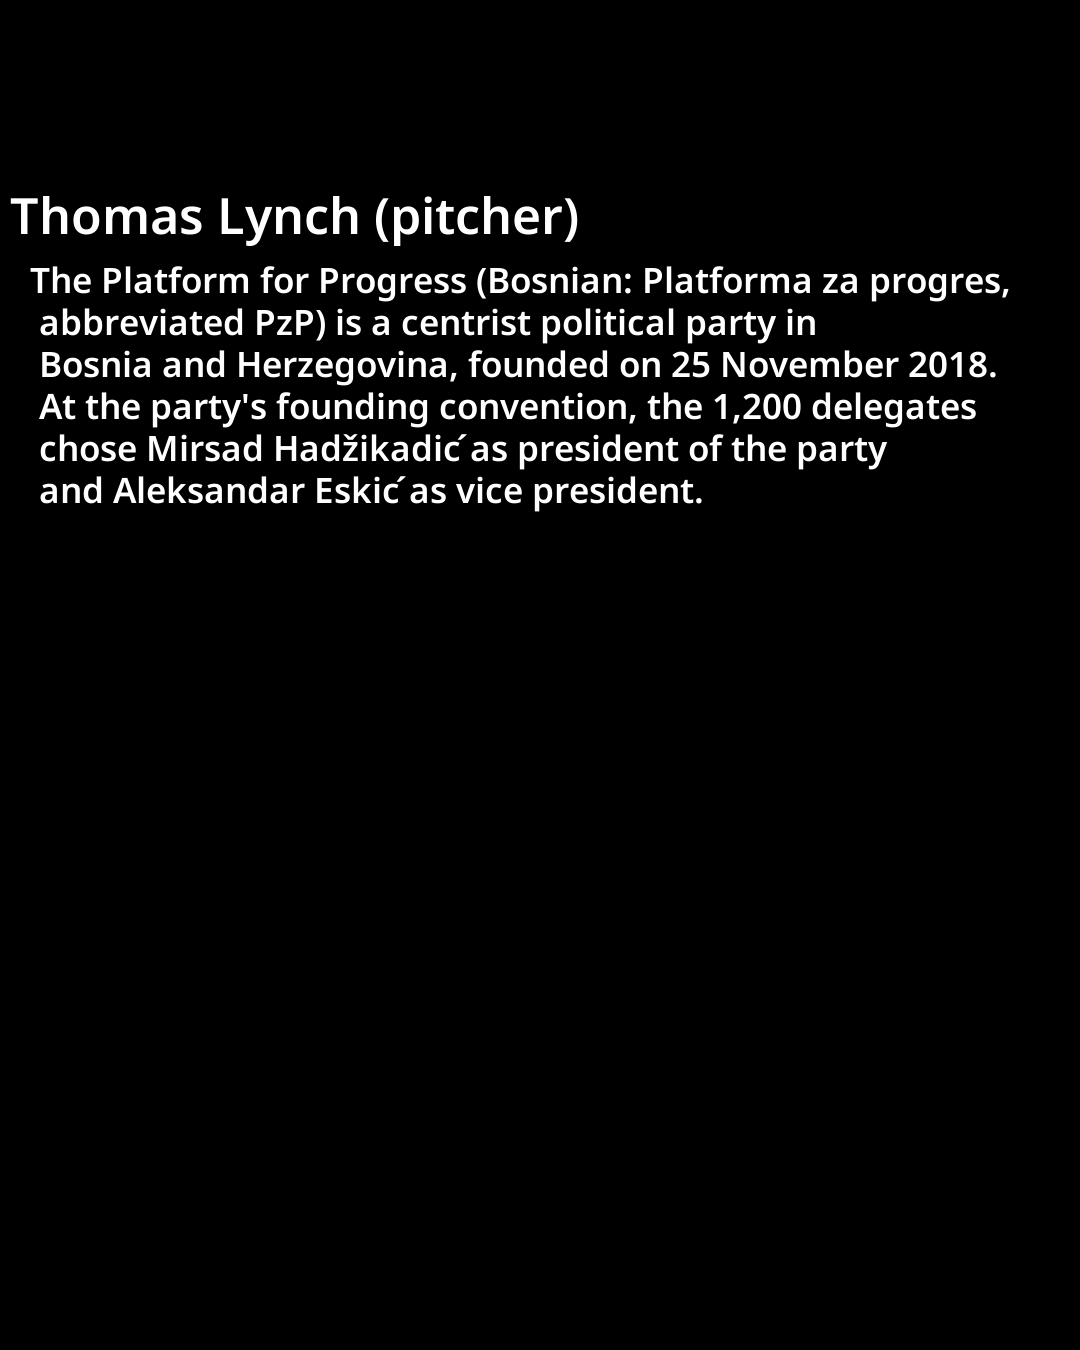 Thomas Lynch (pitcher)
The Platform for Progress (Bosnian: Platforma za progres,
abbreviated PzP) is a centrist political party in
Bosnia and Herzegovina, founded on 25 November 2018.
At the party's founding convention, the 1,200 delegates
chose Mirsad Hadžikadić as president of the party
and Aleksandar Eskić as vice president.